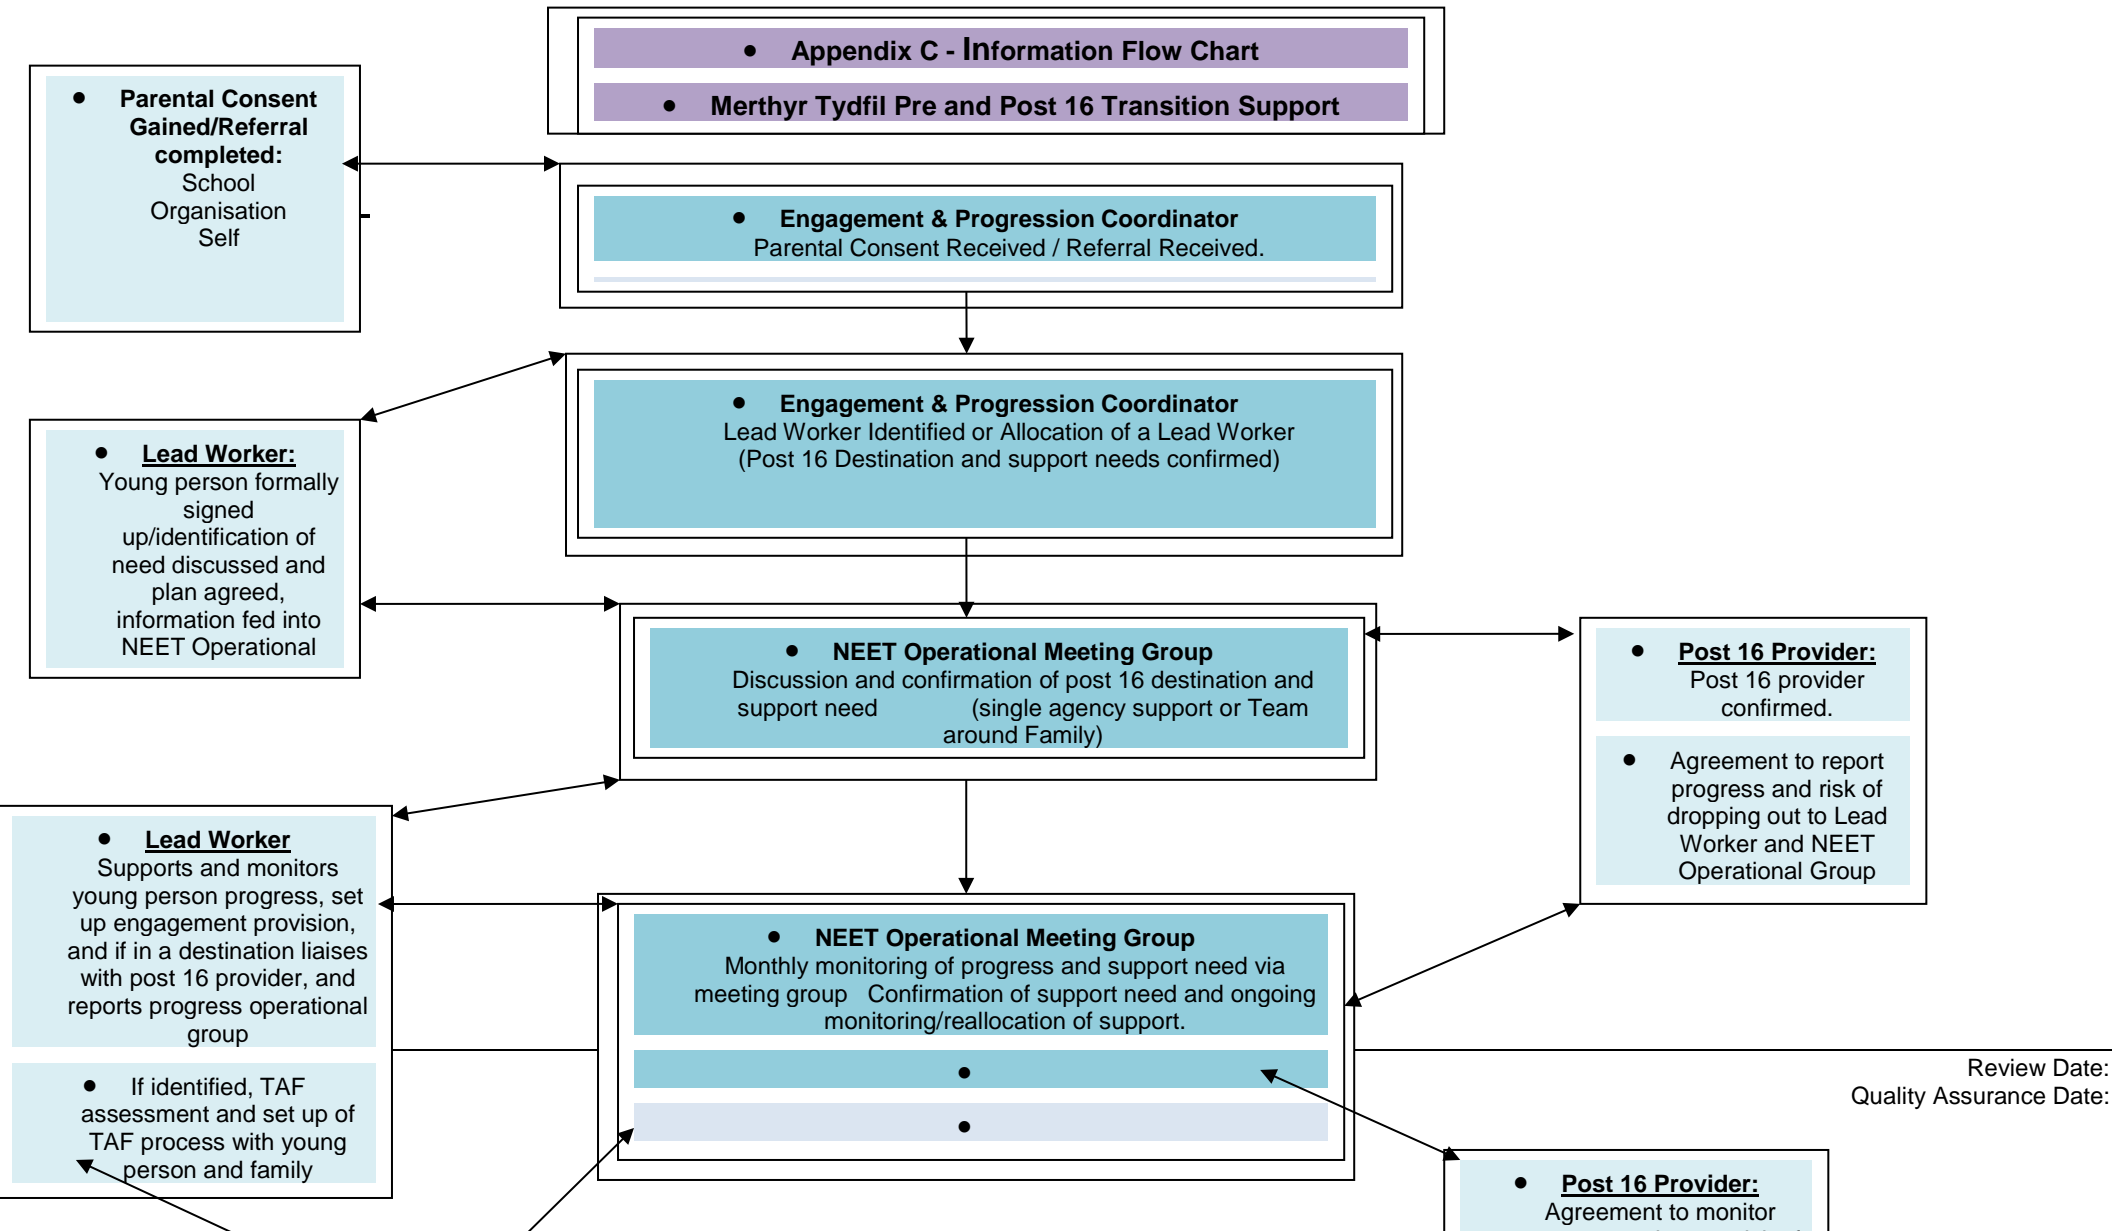 • Appendix C - Information Flow Chart
• Merthyr Tydfil Pre and Post 16 Transition Support
• Parental Consent
Gained/Referral
completed:
School
Organisation
Self
• Engagement & Progression Coordinator
Parental Consent Received / Referral Received.
• Engagement & Progression Coordinator
Lead Worker Identified or Allocation of a Lead Worker
(Post 16 Destination and support needs confirmed)
• Lead Worker:
Young person formally
signed
up/identification of
need discussed and
plan agreed,
information fed into
NEET Operational
• NEET Operational Meeting Group
Discussion and confirmation of post 16 destination and
support need (single agency support or Team
around Family)
• Post 16 Provider:
Post 16 provider
confirmed.
• Agreement to report
progress and risk of
dropping out to Lead
Worker and NEET
Operational Group
• Lead Worker
Supports and monitors
young person progress, set
up engagement provision,
and if in a destination liaises
with post 16 provider, and
reports progress operational
group
• If identified, TAF
assessment and set up of
TAF process with young
person and family
• NEET Operational Meeting Group
Monthly monitoring of progress and support need via
meeting group Confirmation of support need and ongoing
monitoring/reallocation of support.
•
•
Review Date:
Quality Assurance Date:
• Post 16 Provider:
Agreement to monitor